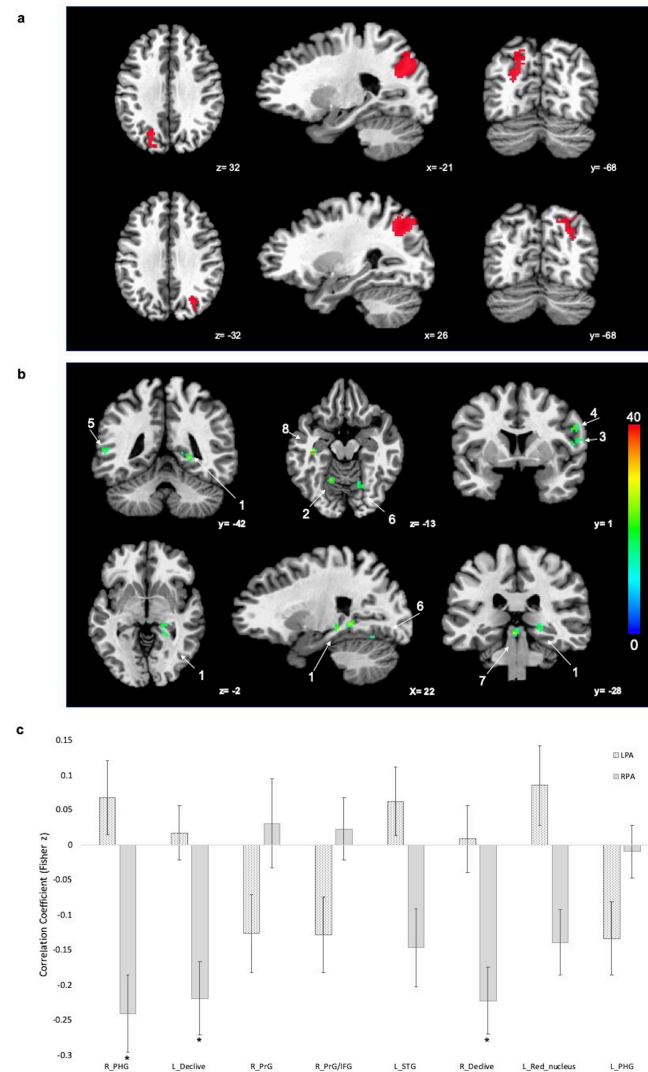 a
z= 32
x= -21
y= -68
z= -32
x= 26
y= -68
b
5
1
y= -42
8
2
6
z= -13
4
3
y= 1
40
0
1
z= -2
6
1
X= 22
7
1
y= -28
c
Correlation Coefficient (Fisher z)
0.15
0.1
0.05
0
-0.05
-0.1
-0.15
-0.2
-0.25
-0.3
LPA
RPA
* * *
R_PHG L_Declive R_PrG R_PrG/IFG L_STG R_Declive L_Red_nucleus L_PHG